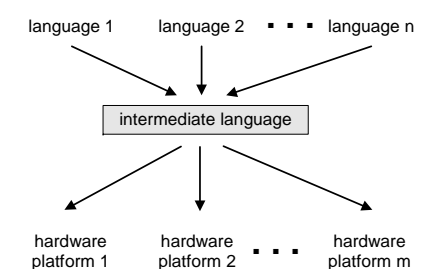 language 1 language 2 ▪ ▪ ▪ language n
intermediate language
hardware platform 1 hardware platform 2 ▪ ▪ ▪ hardware platform m